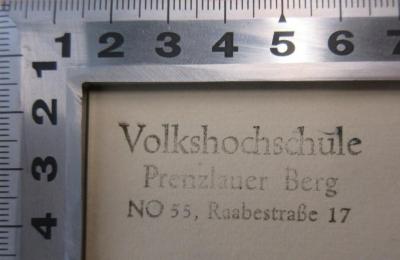 1 2 3 4 5 6 7
1
2
3
4
Volkshochschule
Prenzlauer Berg
NO 55, Raabestraße 17